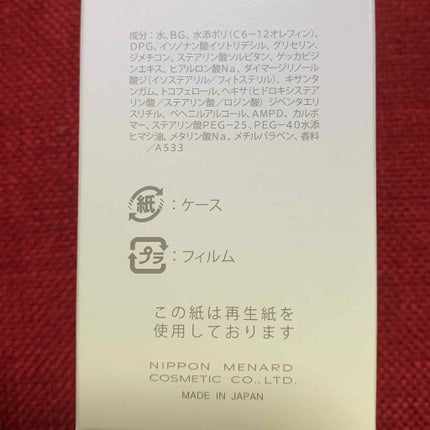 成分：水、BG、水添ポリ（C6-12オレフィン）、
DPG、イソノナン酸イソトリデシル、グリセリン、
ジメチコン、ステアリン酸ソルビタン、ゲッカビジ
ンエキス、ヒアルロン酸Na、ダイマージリノール
酸ジ（イソステアリル/フィトステリル）、キサンタ
ンガム、トコフェロール、ヘキサ（ヒドロキシステア
リン酸/ステアリン酸/ロジン酸）ジペンタエリ
スリチル、ベヘニルアルコール、AMPD、カルボ
マー、ステアリン酸PEG-25、PEG-40水添
ヒマシ油、メタリン酸Na、メチルパラベン、香料
/A533
紙：ケース
プラ：フィルム
この紙は再生紙を
使用しております
NIPPON MENARD
COSMETIC CO.,LTD.
MADE IN JAPAN